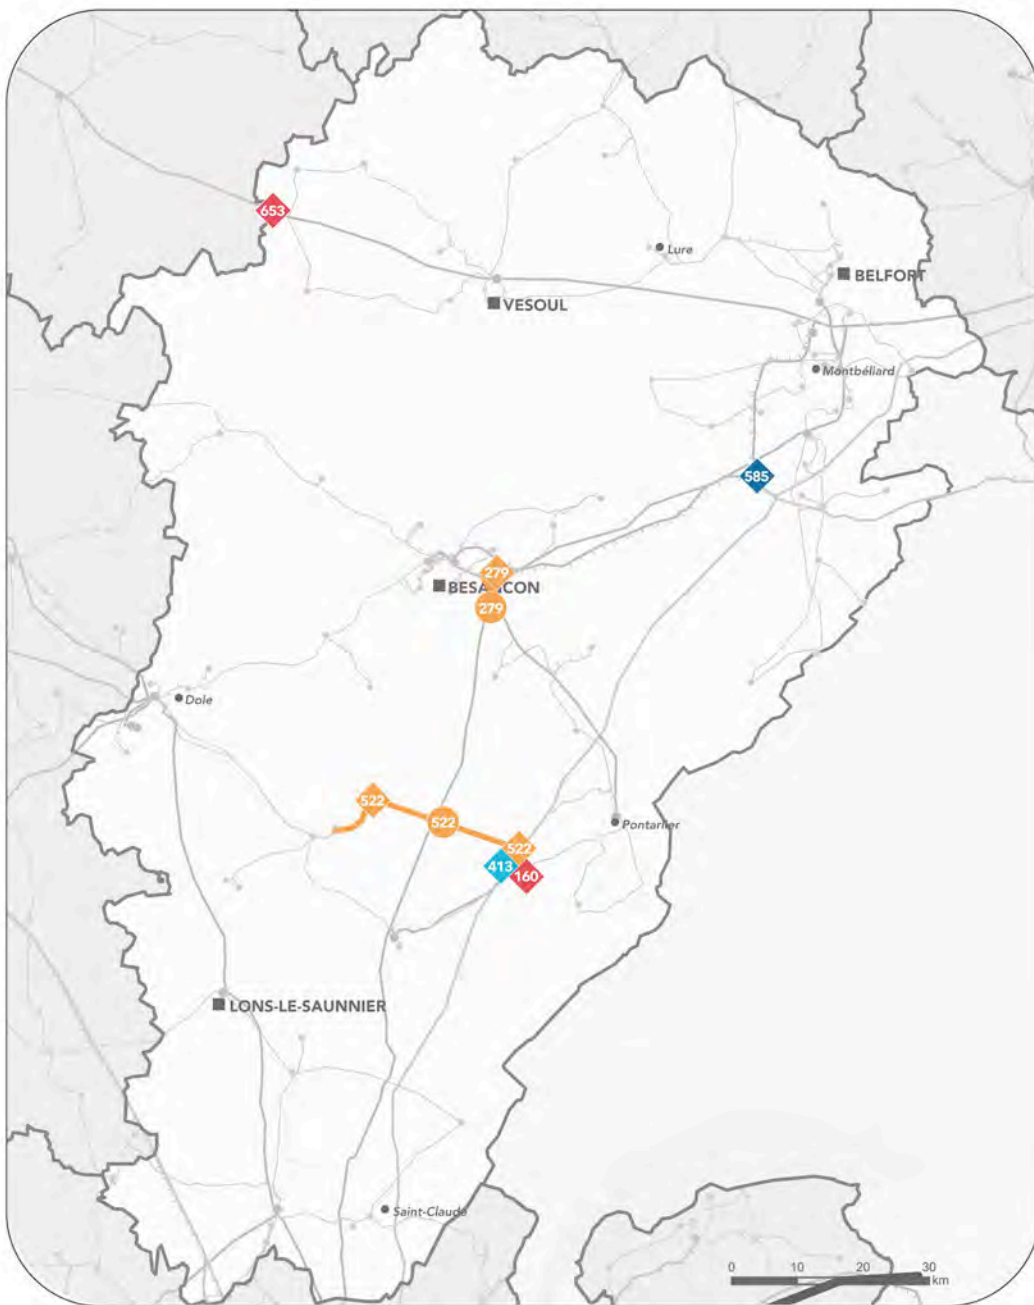 653
Lure
BELFORT
VESOUL
Montbéliard
585
279
BESANCON
279
Dole
522
522
Pontarlier
522
413
160
LONS-LE-SAUNNIER
Saint-Claude
0 10 20 30
km